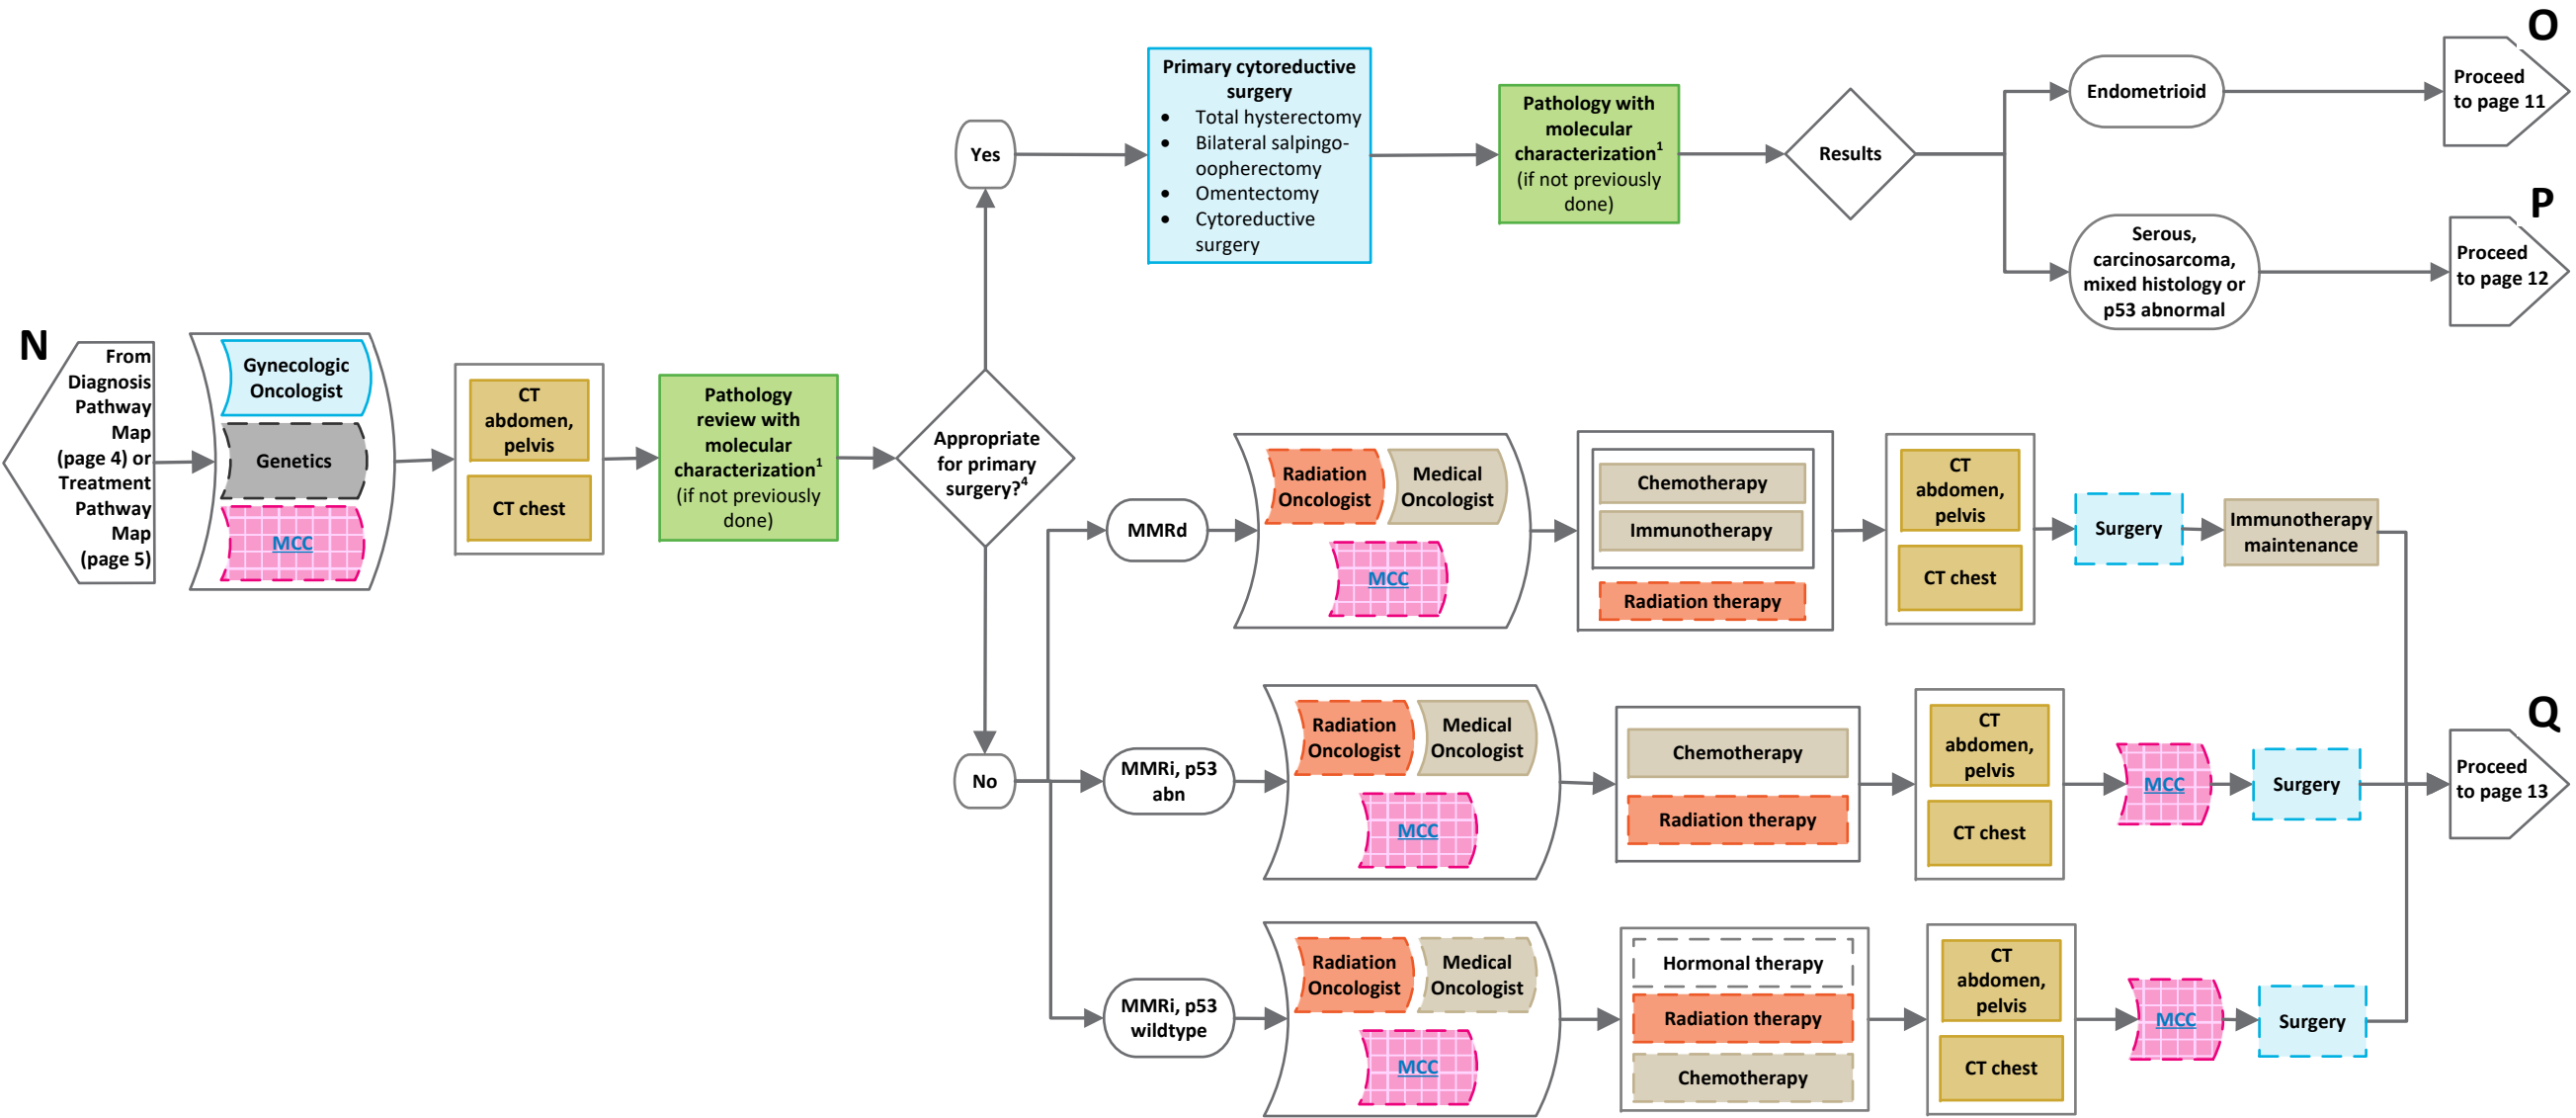 N
From
Diagnosis
Pathway
Map
(page 4) or
Treatment
Pathway
Map
(page 5)
Gynecologic
Oncologist
Genetics
MCC
CT
abdomen,
pelvis
CT chest
Pathology
review with
molecular
characterization¹
(if not previously
done)
Appropriate
for primary
surgery?⁴
Yes
Primary cytoreductive
surgery
• Total hysterectomy
• Bilateral salpingo-
oopherectomy
• Omentectomy
• Cytoreductive
surgery
Pathology with
molecular
characterization¹
(if not previously
done)
Results
Endometrioid
O
Proceed
to page 11
Serous,
carcinosarcoma,
mixed histology or
p53 abnormal
P
Proceed
to page 12
No
MMRd
Radiation
Oncologist
Medical
Oncologist
MCC
Chemotherapy
Immunotherapy
Radiation therapy
CT
abdomen,
pelvis
CT chest
Surgery
Immunotherapy
maintenance
MMRi, p53
abn
Radiation
Oncologist
Medical
Oncologist
MCC
Chemotherapy
Radiation therapy
CT
abdomen,
pelvis
CT chest
MCC
Surgery
Q
Proceed
to page 13
MMRi, p53
wildtype
Radiation
Oncologist
Medical
Oncologist
MCC
Hormonal therapy
Radiation therapy
Chemotherapy
CT
abdomen,
pelvis
CT chest
MCC
Surgery